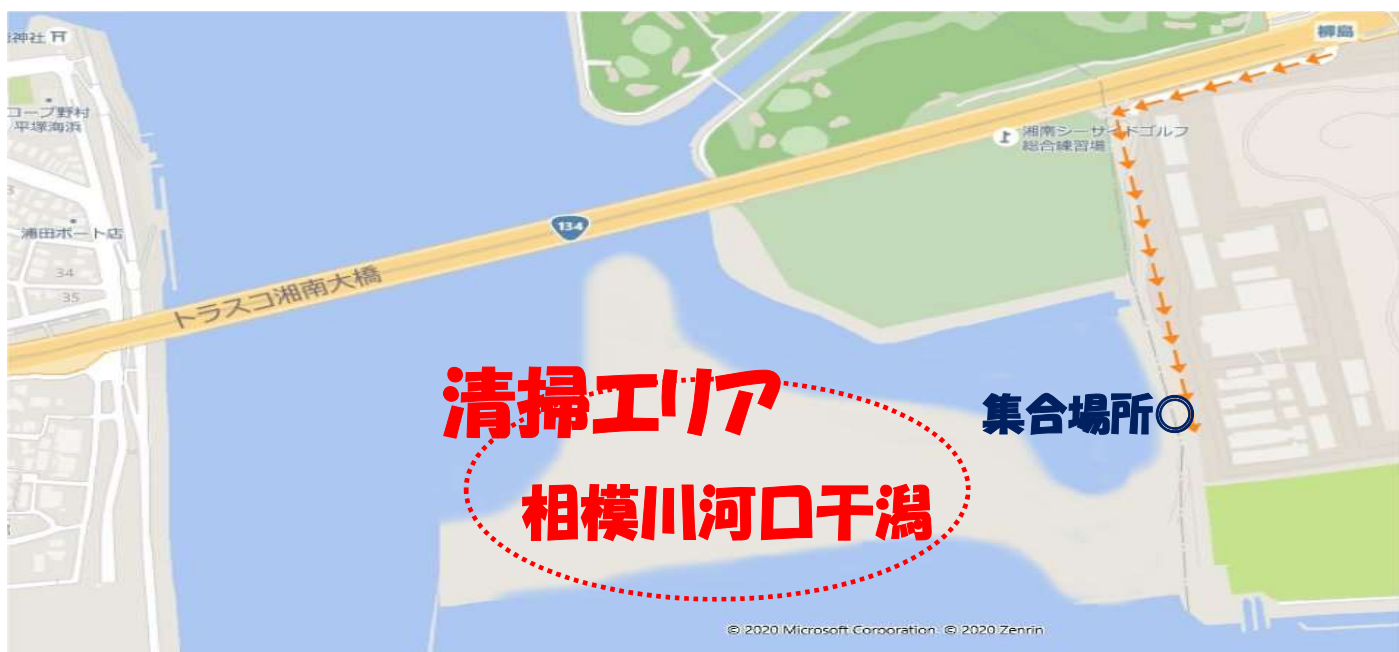 神社
柳島
コープ野村
平塚海浜
湘南シーサイドゴルフ
総合練習場
浦田ボート店
134
34
35
トラスコ湘南大橋
清掃エリア
集合場所◎
相模川河口干潟
© 2020 Microsoft Corporation © 2020 Zenrin